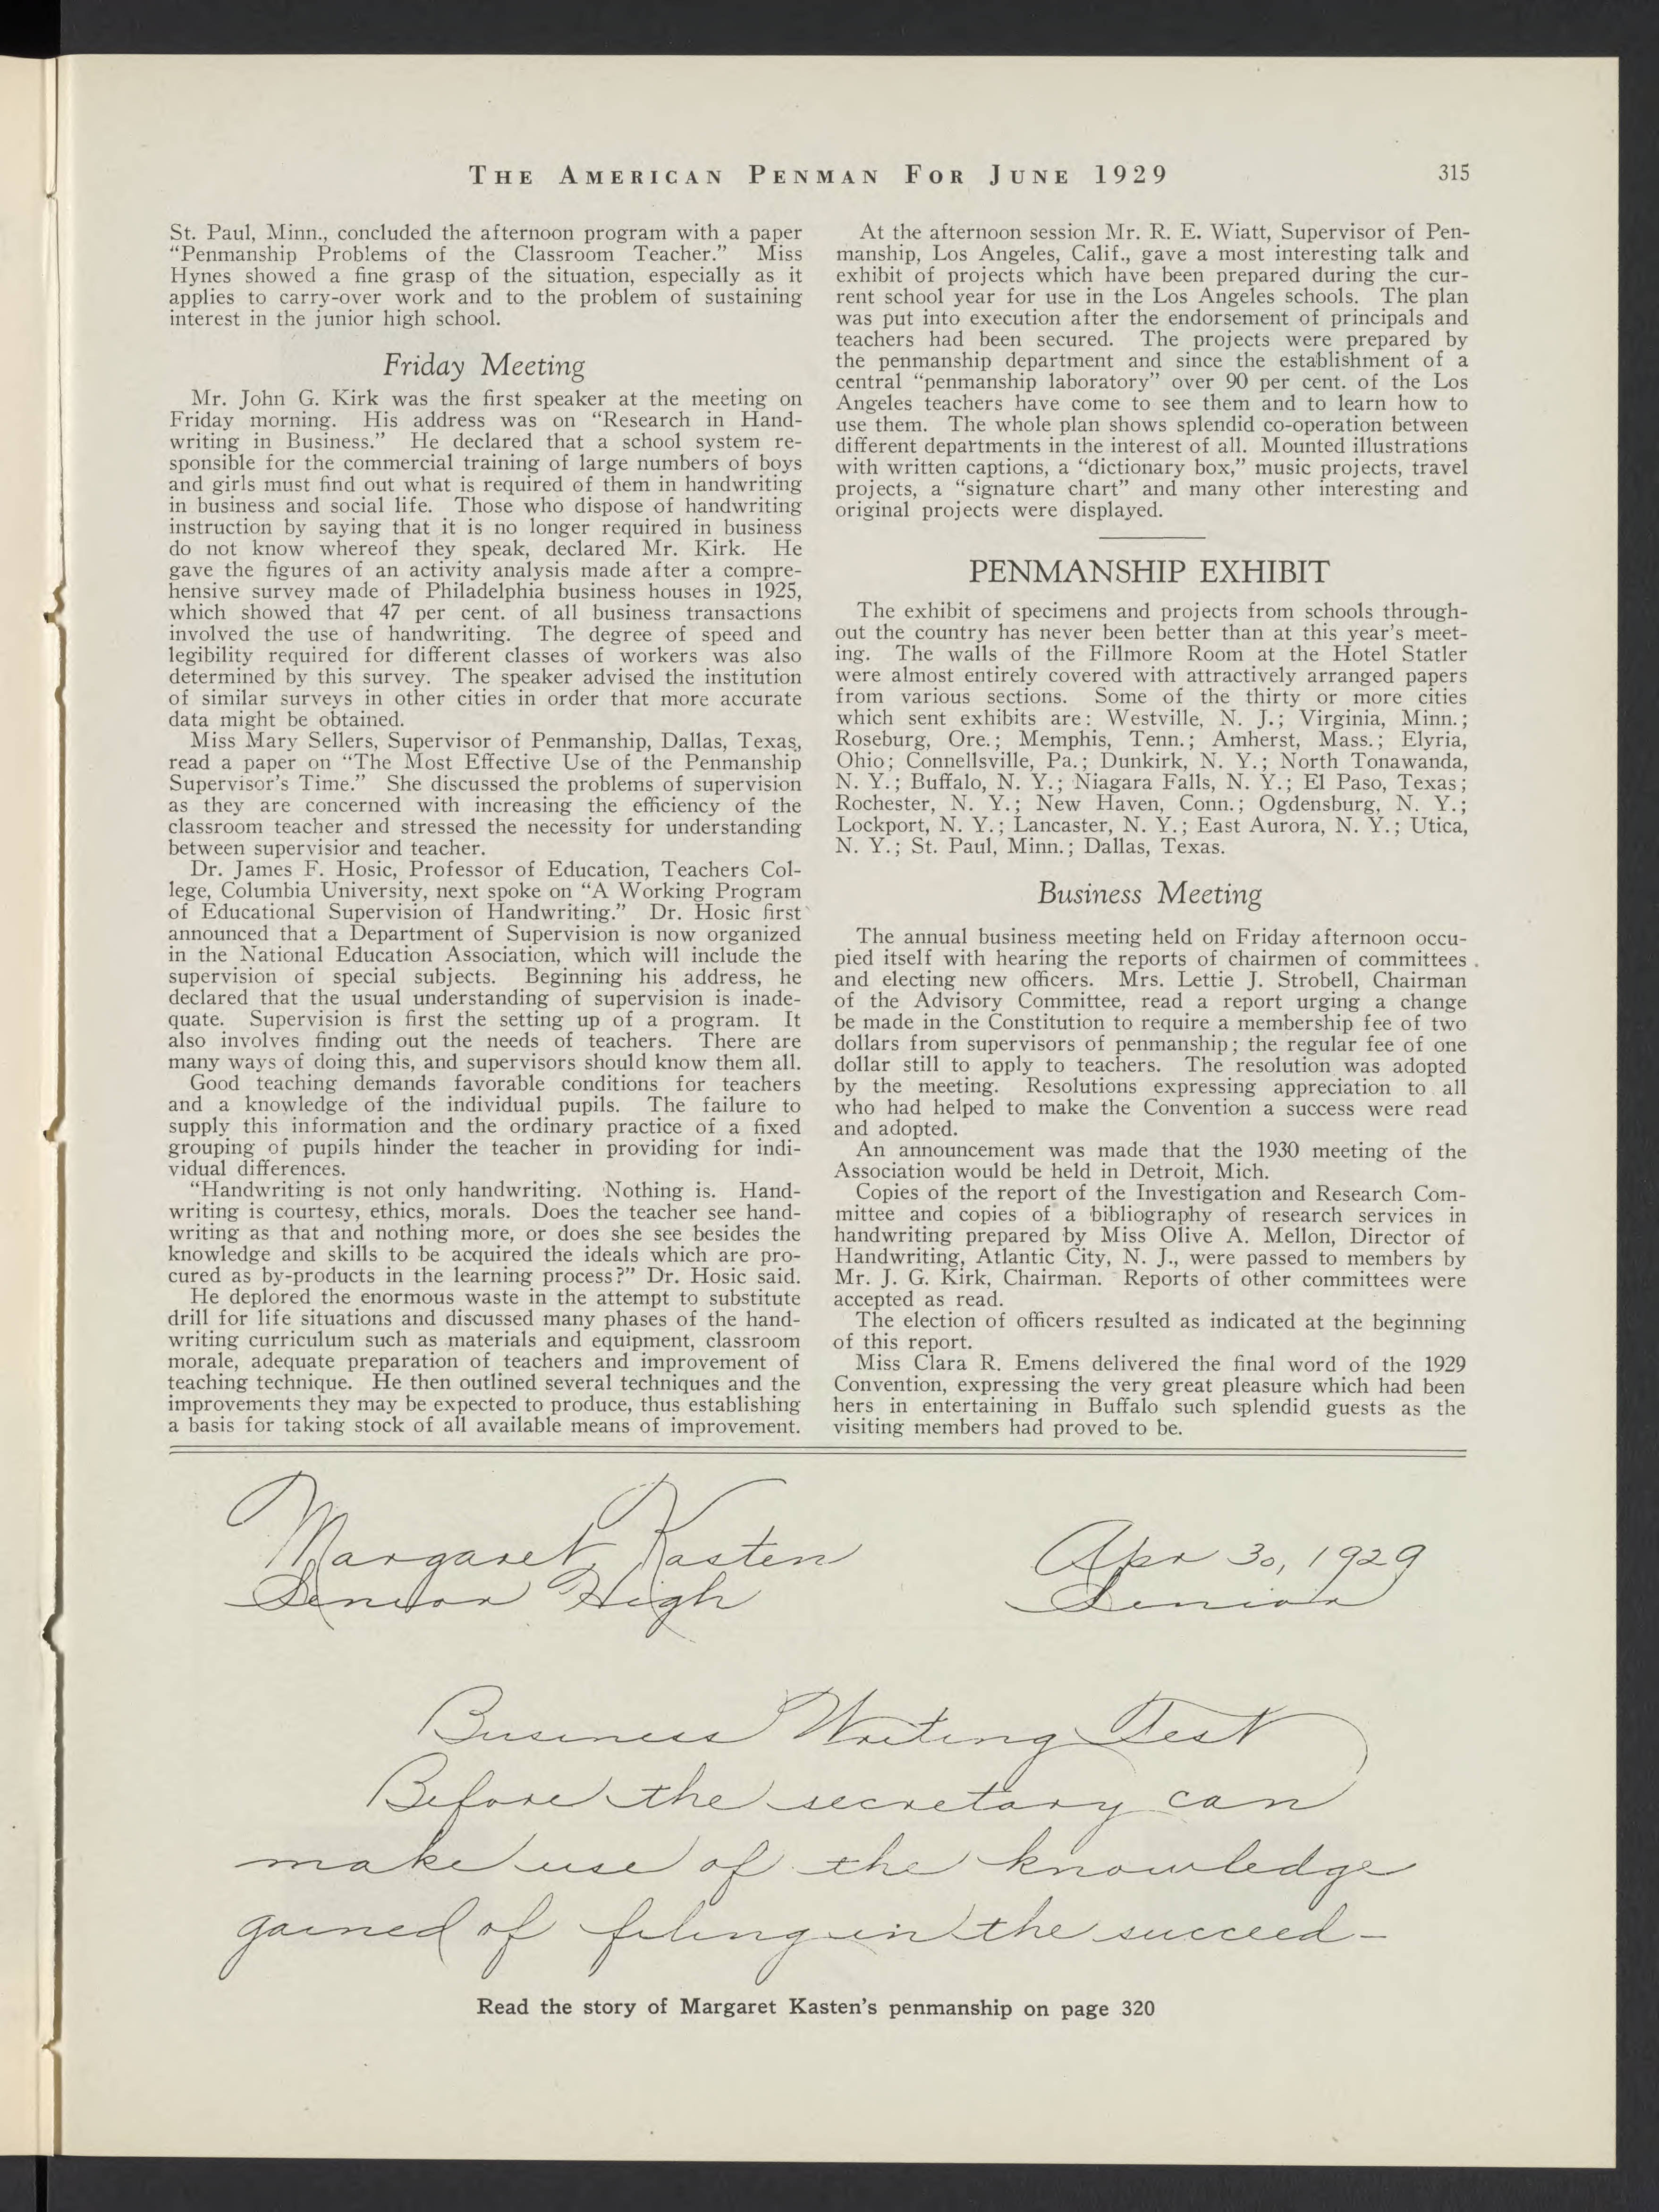 THE AMERICAN PENMAN FOR JUNE 1929
315
St. Paul, Minn., concluded the afternoon program with a paper
“Penmanship Problems of the Classroom Teacher.” Miss
Hynes showed a fine grasp of the situation, especially as it
applies to carry-over work and to the problem of sustaining
interest in the junior high school.
Friday Meeting
Mr. John G. Kirk was the first speaker at the meeting on
Friday morning. His address was on “Research in Hand-
writing in Business.” He declared that a school system re-
sponsible for the commercial training of large numbers of boys
and girls must find out what is required of them in handwriting
in business and social life. Those who dispose of handwriting
instruction by saying that it is no longer required in business
do not know whereof they speak, declared Mr. Kirk. He
gave the figures of an activity analysis made after a compre-
hensive survey made of Philadelphia business houses in 1925,
which showed that 47 per cent. of all business transactions
involved the use of handwriting. The degree of speed and
legibility required for different classes of workers was also
determined by this survey. The speaker advised the institution
of similar surveys in other cities in order that more accurate
data might be obtained.
Miss Mary Sellers, Supervisor of Penmanship, Dallas, Texas,
read a paper on “The Most Effective Use of the Penmanship
Supervisor’s Time.” She discussed the problems of supervision
as they are concerned with increasing the efficiency of the
classroom teacher and stressed the necessity for understanding
between supervisior and teacher.
Dr. James F. Hosic, Professor of Education, Teachers Col-
lege, Columbia University, next spoke on “A Working Program
of Educational Supervision of Handwriting.” Dr. Hosic first
announced that a Department of Supervision is now organized
in the National Education Association, which will include the
supervision of special subjects. Beginning his address, he
declared that the usual understanding of supervision is inade-
quate. Supervision is first the setting up of a program. It
also involves finding out the needs of teachers. There are
many ways of doing this, and supervisors should know them all.
Good teaching demands favorable conditions for teachers
and a knowledge of the individual pupils. The failure to
supply this information and the ordinary practice of a fixed
grouping of pupils hinder the teacher in providing for indi-
vidual differences.
“Handwriting is not only handwriting. Nothing is. Hand-
writing is courtesy, ethics, morals. Does the teacher see hand-
writing as that and nothing more, or does she see besides the
knowledge and skills to be acquired the ideals which are pro-
cured as by-products in the learning process?” Dr. Hosic said.
He deplored the enormous waste in the attempt to substitute
drill for life situations and discussed many phases of the hand-
writing curriculum such as materials and equipment, classroom
morale, adequate preparation of teachers and improvement of
teaching technique. He then outlined several techniques and the
improvements they may be expected to produce, thus establishing
a basis for taking stock of all available means of improvement.
At the afternoon session Mr. R. E. Wiatt, Supervisor of Pen-
manship, Los Angeles, Calif., gave a most interesting talk and
exhibit of projects which have been prepared during the cur-
rent school year for use in the Los Angeles schools. The plan
was put into execution after the endorsement of principals and
teachers had been secured. The projects were prepared by
the penmanship department and since the establishment of a
central “penmanship laboratory” over 90 per cent. of the Los
Angeles teachers have come to see them and to learn how to
use them. The whole plan shows splendid co-operation between
different departments in the interest of all. Mounted illustrations
with written captions, a “dictionary box,” music projects, travel
projects, a “signature chart” and many other interesting and
original projects were displayed.
PENMANSHIP EXHIBIT
The exhibit of specimens and projects from schools through-
out the country has never been better than at this year’s meet-
ing. The walls of the Fillmore Room at the Hotel Statler
were almost entirely covered with attractively arranged papers
from various sections. Some of the thirty or more cities
which sent exhibits are: Westville, N. J.; Virginia, Minn.;
Roseburg, Ore.; Memphis, Tenn.; Amherst, Mass.; Elyria,
Ohio; Connellsville, Pa.; Dunkirk, N. Y.; North Tonawanda,
N. Y.; Buffalo, N. Y.; Niagara Falls, N. Y.; El Paso, Texas;
Rochester, N. Y.; New Haven, Conn.; Ogdensburg, N. Y.;
Lockport, N. Y.; Lancaster, N. Y.; East Aurora, N. Y.; Utica,
N. Y.; St. Paul, Minn.; Dallas, Texas.
Business Meeting
The annual business meeting held on Friday afternoon occu-
pied itself with hearing the reports of chairmen of committees
and electing new officers. Mrs. Lettie J. Strobell, Chairman
of the Advisory Committee, read a report urging a change
be made in the Constitution to require a membership fee of two
dollars from supervisors of penmanship; the regular fee of one
dollar still to apply to teachers. The resolution was adopted
by the meeting. Resolutions expressing appreciation to all
who had helped to make the Convention a success were read
and adopted.
An announcement was made that the 1930 meeting of the
Association would be held in Detroit, Mich.
Copies of the report of the Investigation and Research Com-
mittee and copies of a bibliography of research services in
handwriting prepared by Miss Olive A. Mellon, Director of
Handwriting, Atlantic City, N. J., were passed to members by
Mr. J. G. Kirk, Chairman. Reports of other committees were
accepted as read.
The election of officers resulted as indicated at the beginning
of this report.
Miss Clara R. Emens delivered the final word of the 1929
Convention, expressing the very great pleasure which had been
hers in entertaining in Buffalo such splendid guests as the
visiting members had proved to be.
Margaret Kasten Apr 30, 1929
Senior High Senior
Business Writing Test
Before the secretary can
make use of the knowledge
gained of filing in the succeed-
Read the story of Margaret Kasten’s penmanship on page 320